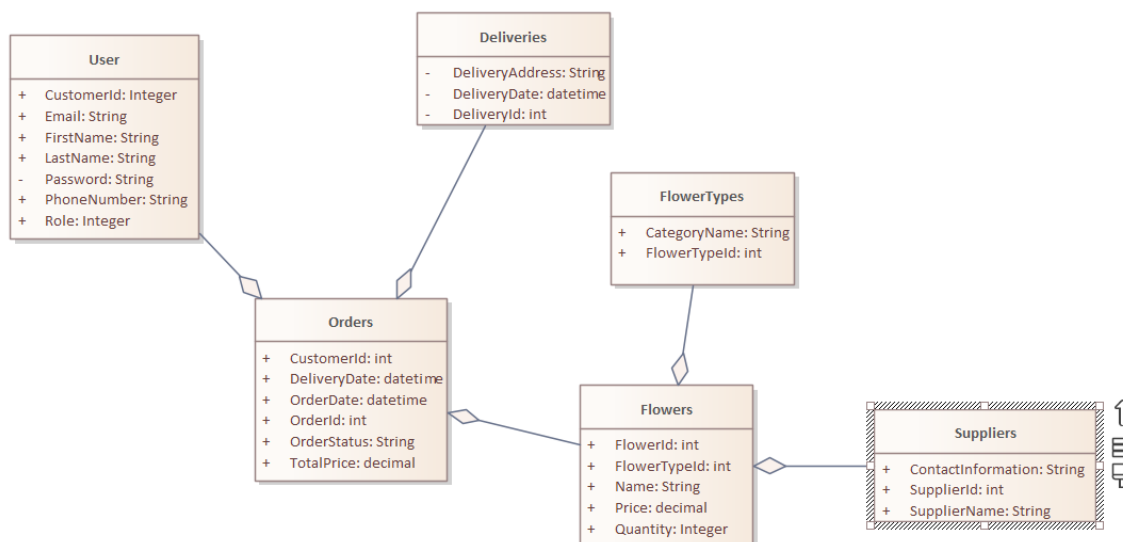 User
+ CustomerId: Integer
+ Email: String
+ FirstName: String
+ LastName: String
- Password: String
+ PhoneNumber: String
+ Role: Integer
Deliveries
- DeliveryAddress: String
- DeliveryDate: datetime
- DeliveryId: int
FlowerTypes
+ CategoryName: String
+ FlowerTypeId: int
Orders
+ CustomerId: int
+ DeliveryDate: datetime
+ OrderDate: datetime
+ OrderId: int
+ OrderStatus: String
+ TotalPrice: decimal
Flowers
+ FlowerId: int
+ FlowerTypeId: int
+ Name: String
+ Price: decimal
+ Quantity: Integer
Suppliers
+ ContactInformation: String
+ SupplierId: int
+ SupplierName: String